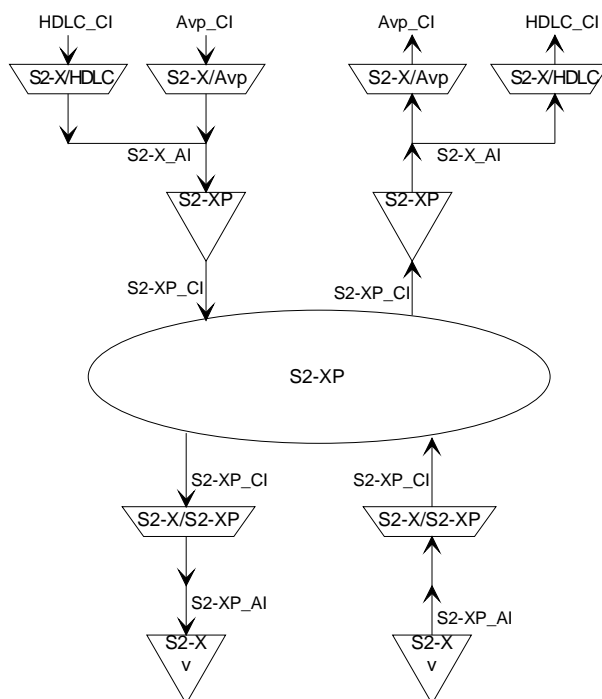 HDLC_CI Avp_CI Avp_CI HDLC_CI
S2-X/HDLC S2-X/Avp S2-X/Avp S2-X/HDLC
S2-X_AI S2-X_AI
S2-XP S2-XP
S2-XP_CI S2-XP_CI
S2-XP
S2-XP_CI S2-XP_CI
S2-X/S2-XP S2-X/S2-XP
S2-XP_AI S2-XP_AI
S2-X S2-X
v v